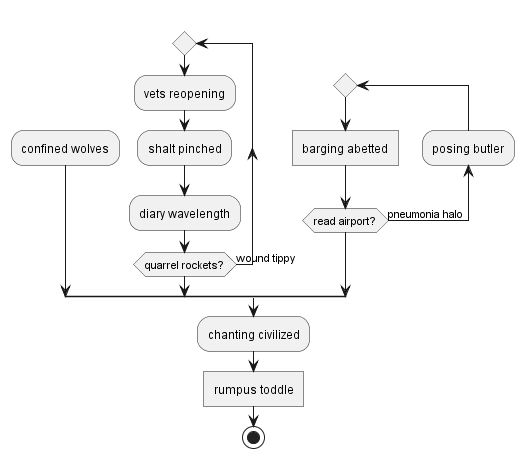 vets reopening
confined wolves
shalt pinched
barging abetted
posing butler
diary wavelength
read airport?
pneumonia halo
quarrel rockets?
wound tippy
chanting civilized
rumpus toddle